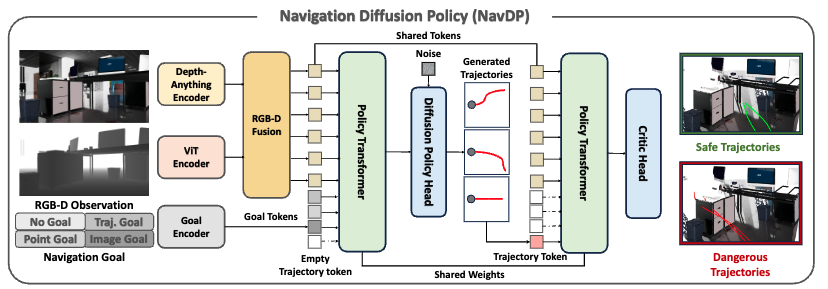 Navigation Diffusion Policy (NavDP)
Shared Tokens
Depth-
Anything
Encoder
ViT
Encoder
RGB-D Observation
No Goal
Traj. Goal
Point Goal
Image Goal
Navigation Goal
Goal
Encoder
RGB-D
Fusion
Goal Tokens
Empty
Trajectory token
Policy Transformer
Noise
Diffusion Policy Head
Generated
Trajectories
Trajectory Token
Shared Weights
Policy Transformer
Critic Head
Safe Trajectories
Dangerous
Trajectories